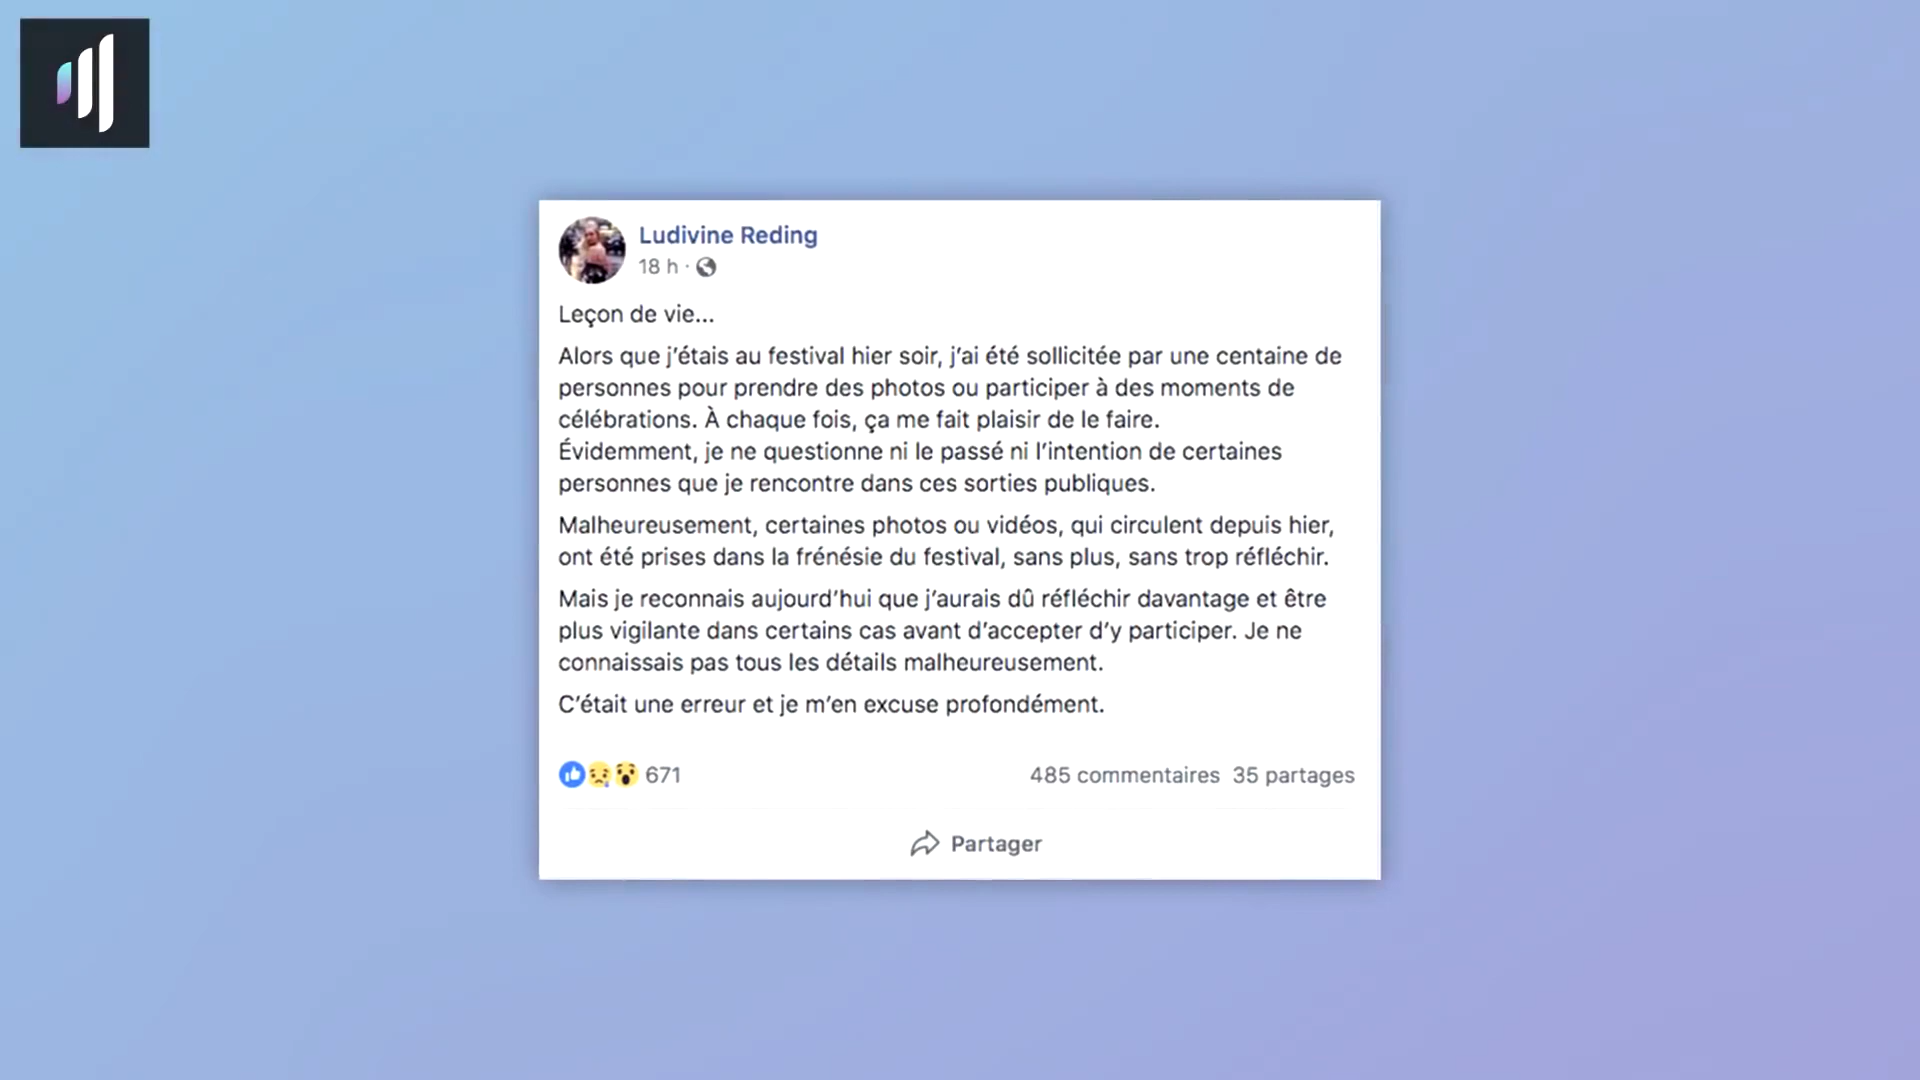 Ludivine Reding
18 h ·
Leçon de vie...
Alors que j'étais au festival hier soir, j'ai été sollicitée par une centaine de
personnes pour prendre des photos ou participer à des moments de
célébrations. À chaque fois, ça me fait plaisir de le faire.
Évidemment, je ne questionne ni le passé ni l'intention de certaines
personnes que je rencontre dans ces sorties publiques.
Malheureusement, certaines photos ou vidéos, qui circulent depuis hier,
ont été prises dans la frénésie du festival, sans plus, sans trop réfléchir.
Mais je reconnais aujourd'hui que j'aurais dû réfléchir davantage et être
plus vigilante dans certains cas avant d'accepter d'y participer. Je ne
connaissais pas tous les détails malheureusement.
C'était une erreur et je m'en excuse profondément.
671 485 commentaires 35 partages
Partager